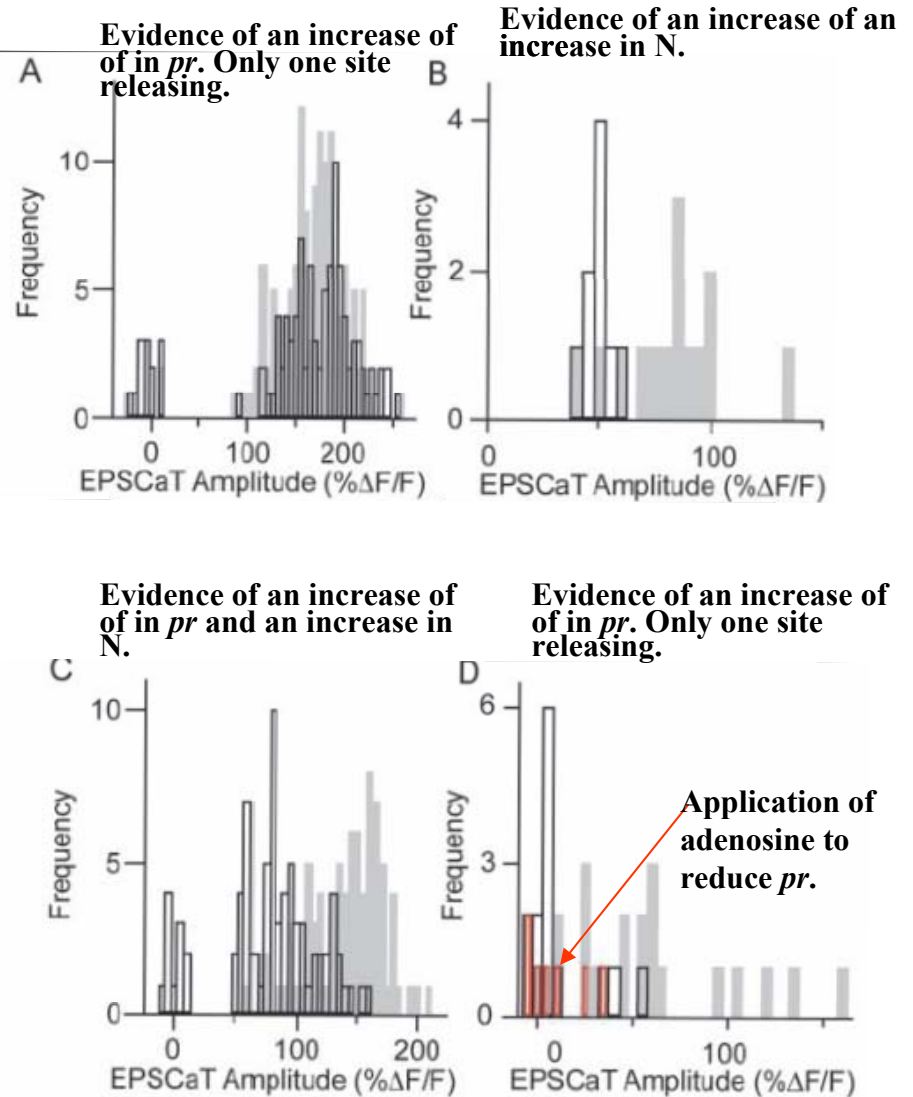 Evidence of an increase of
of in pr. Only one site
releasing.
A
10
5
0
Frequency
0 100 200
EPSCaT Amplitude (%ΔF/F)
Evidence of an increase of an
increase in N.
B
4
2
0
Frequency
0 100
EPSCaT Amplitude (%ΔF/F)
Evidence of an increase of
of in pr and an increase in
N.
C
10
5
0
Frequency
0 100 200
EPSCaT Amplitude (%ΔF/F)
Evidence of an increase of
of in pr. Only one site
releasing.
D
6
3
0
Frequency
Application of
adenosine to
reduce pr.
0 100
EPSCaT Amplitude (%ΔF/F)